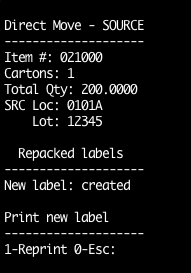 Direct Move - SOURCE
--------------------
Item #: 021000
Cartons: 1
Total Qty: 200.0000
SRC Loc: 0101A
Lot: 12345
Repacked labels
--------------------
New label: created
Print new label
--------------------
1-Reprint 0-Esc: